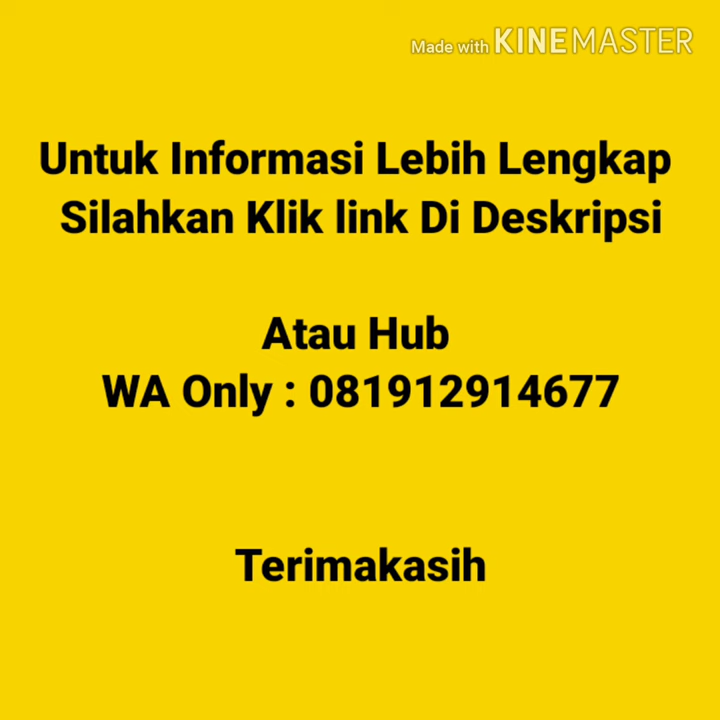 Made with KINEMASTER
Untuk Informasi Lebih Lengkap
Silahkan Klik link Di Deskripsi
Atau Hub
WA Only : 081912914677
Terimakasih